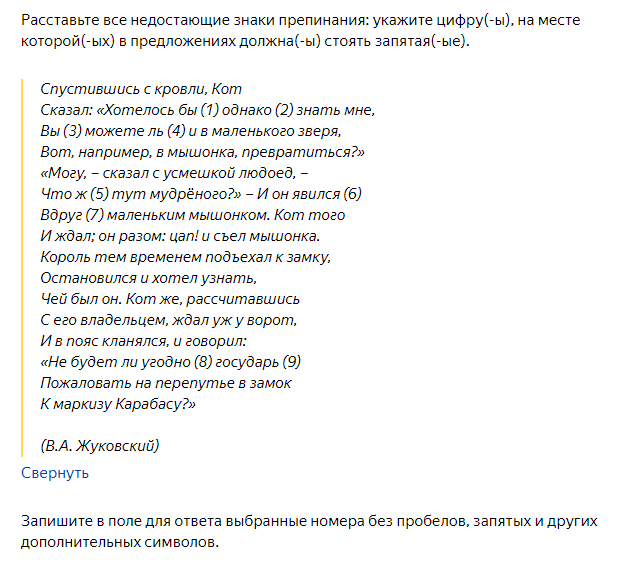 Расставьте все недостающие знаки препинания: укажите цифру(-ы), на месте
которой(-ых) в предложениях должна(-ы) стоять запятая(-ые).
Спустившись с кровли, Кот
Сказал: «Хотелось бы (1) однако (2) знать мне,
Вы (3) можете ль (4) и в маленького зверя,
Вот, например, в мышонка, превратиться?»
«Могу, – сказал с усмешкой людоед, –
Что ж (5) тут мудрёного?» – И он явился (6)
Вдруг (7) маленьким мышонком. Кот того
И ждал; он разом: цап! и съел мышонка.
Король тем временем подъехал к замку,
Остановился и хотел узнать,
Чей был он. Кот же, рассчитавшись
С его владельцем, ждал уж у ворот,
И в пояс кланялся, и говорил:
«Не будет ли угодно (8) государь (9)
Пожаловать на перепутье в замок
К маркизу Карабасу?»
(В.А. Жуковский)
Свернуть
Запишите в поле для ответа выбранные номера без пробелов, запятых и других
дополнительных символов.